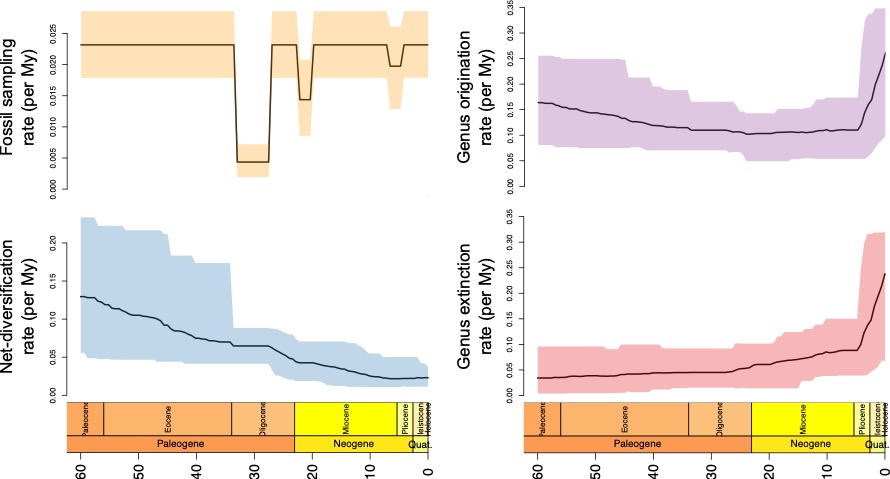 Fossil sampling
rate (per My)
0.000 0.005 0.010 0.015 0.020 0.025
Genus origination
rate (per My)
0.00 0.05 0.10 0.15 0.20 0.25 0.30 0.35
Net-diversification
rate (per My)
0.00 0.05 0.10 0.15 0.20
Genus extinction
rate (per My)
0.00 0.05 0.10 0.15 0.20 0.25 0.30 0.35
Paleocene Eocene Oligocene Miocene Pliocene
Paleogene Neogene Quat.
60 50 40 30 20 10 0
Paleocene Eocene Oligocene Miocene Pliocene
Paleogene Neogene Quat.
60 50 40 30 20 10 0